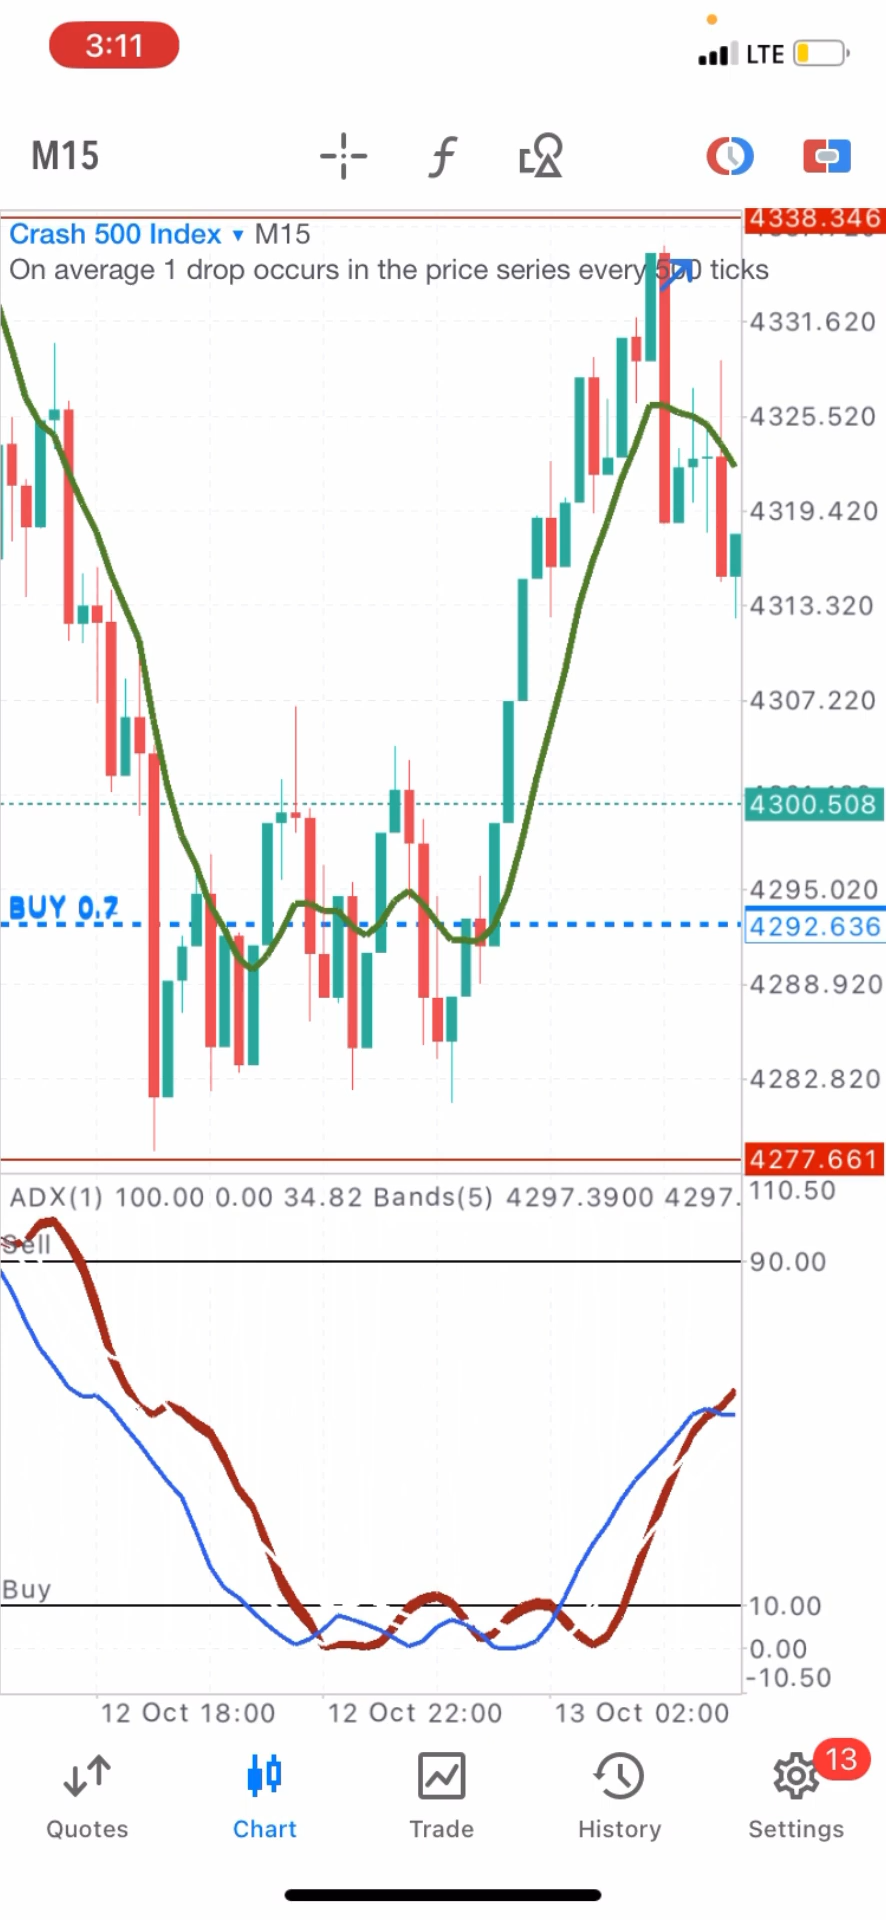 3:11
LTE
M15
4338.346
Crash 500 Index ▾ M15
On average 1 drop occurs in the price series every 500 ticks
4331.620
4325.520
4319.420
4313.320
4307.220
4300.508
4295.020
BUY 0.7
4292.636
4288.920
4282.820
4277.661
ADX(1) 100.00 0.00 34.82 Bands(5) 4297.3900 4297.
110.50
Sell
90.00
Buy
10.00
0.00
-10.50
12 Oct 18:00
12 Oct 22:00
13 Oct 02:00
13
Quotes
Chart
Trade
History
Settings